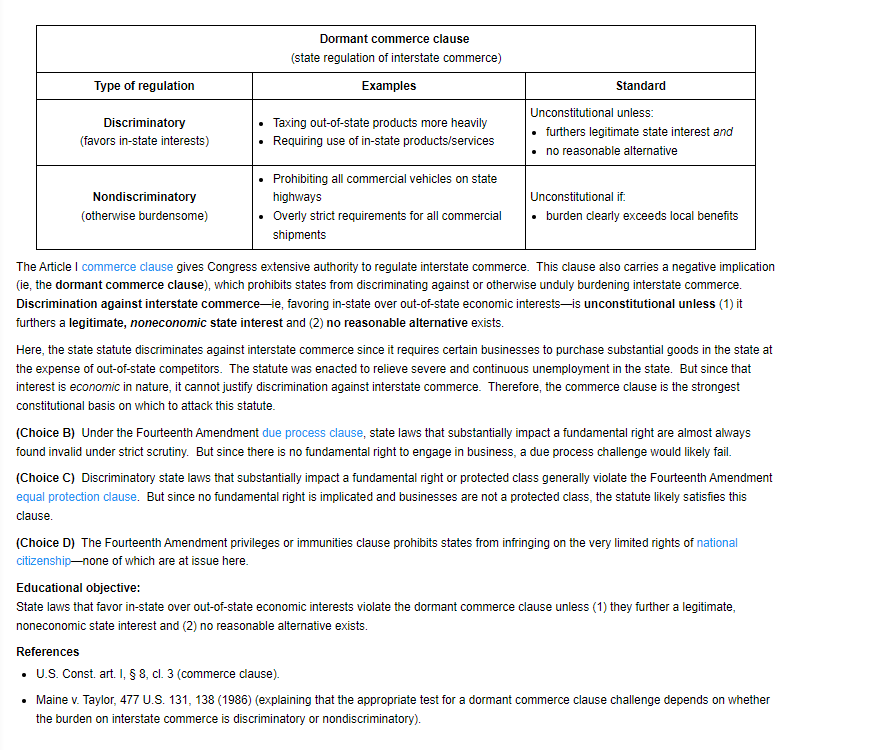 Dormant commerce clause
(state regulation of interstate commerce)
Type of regulation
Examples
Standard
Discriminatory
(favors in-state interests)
• Taxing out-of-state products more heavily
• Requiring use of in-state products/services
Unconstitutional unless:
• furthers legitimate state interest and
• no reasonable alternative
Nondiscriminatory
(otherwise burdensome)
• Prohibiting all commercial vehicles on state
highways
• Overly strict requirements for all commercial
shipments
Unconstitutional if:
• burden clearly exceeds local benefits
The Article I commerce clause gives Congress extensive authority to regulate interstate commerce. This clause also carries a negative implication
(ie, the dormant commerce clause), which prohibits states from discriminating against or otherwise unduly burdening interstate commerce.
Discrimination against interstate commerce—ie, favoring in-state over out-of-state economic interests—is unconstitutional unless (1) it
furthers a legitimate, noneconomic state interest and (2) no reasonable alternative exists.
Here, the state statute discriminates against interstate commerce since it requires certain businesses to purchase substantial goods in the state at
the expense of out-of-state competitors. The statute was enacted to relieve severe and continuous unemployment in the state. But since that
interest is economic in nature, it cannot justify discrimination against interstate commerce. Therefore, the commerce clause is the strongest
constitutional basis on which to attack this statute.
(Choice B) Under the Fourteenth Amendment due process clause, state laws that substantially impact a fundamental right are almost always
found invalid under strict scrutiny. But since there is no fundamental right to engage in business, a due process challenge would likely fail.
(Choice C) Discriminatory state laws that substantially impact a fundamental right or protected class generally violate the Fourteenth Amendment
equal protection clause. But since no fundamental right is implicated and businesses are not a protected class, the statute likely satisfies this
clause.
(Choice D) The Fourteenth Amendment privileges or immunities clause prohibits states from infringing on the very limited rights of national
citizenship—none of which are at issue here.
Educational objective:
State laws that favor in-state over out-of-state economic interests violate the dormant commerce clause unless (1) they further a legitimate,
noneconomic state interest and (2) no reasonable alternative exists.
References
• U.S. Const. art. I, § 8, cl. 3 (commerce clause).
• Maine v. Taylor, 477 U.S. 131, 138 (1986) (explaining that the appropriate test for a dormant commerce clause challenge depends on whether
the burden on interstate commerce is discriminatory or nondiscriminatory).